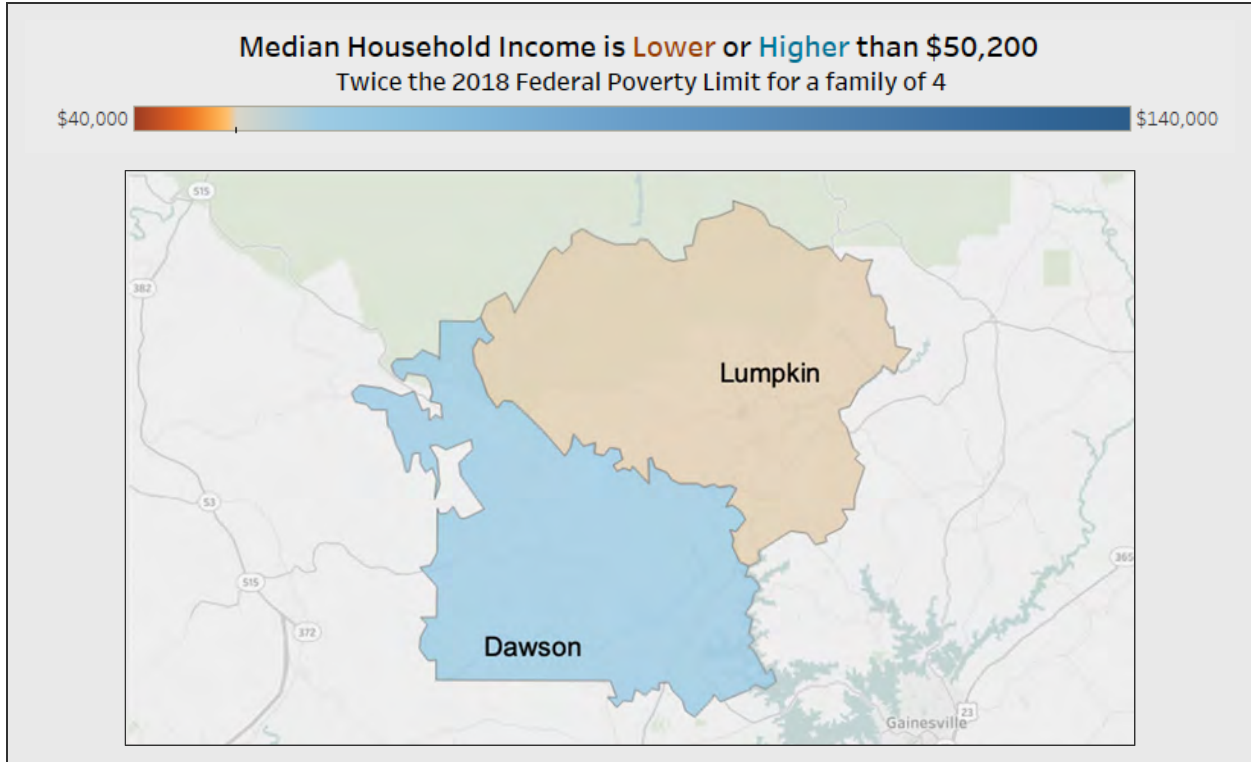 Median Household Income is Lower or Higher than $50,200
Twice the 2018 Federal Poverty Limit for a family of 4
$40,000
$140,000
515
382
Lumpkin
53
365
515
372
Dawson
23
Gainesville